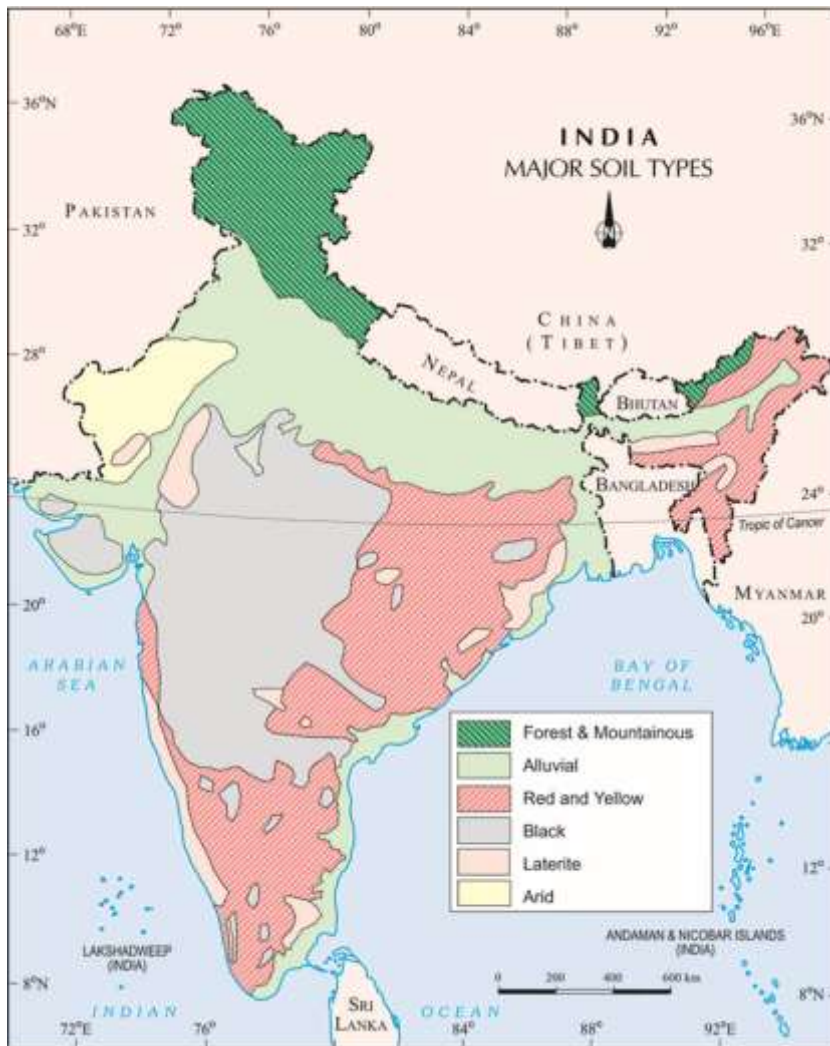 68°E 72° 76° 80° 84° 88° 92° 96°E
36°N
36°N
INDIA
MAJOR SOIL TYPES
N
PAKISTAN
32°
32°
CHINA
(TIBET)
28°
28°
NEPAL
BHUTAN
BANGLADESH
24°
24°
Tropic of Cancer
MYANMAR
20°
20°
ARABIAN
SEA
BAY OF
BENGAL
16°
16°
Forest & Mountainous
Alluvial
Red and Yellow
Black
Laterite
Arid
12°
12°
LAKSHADWEEP
(INDIA)
ANDAMAN & NICOBAR ISLANDS
(INDIA)
0 200 400 600 km
8°N
8°N
INDIAN
OCEAN
SRI
LANKA
72°E 76° 84° 88° 92°E